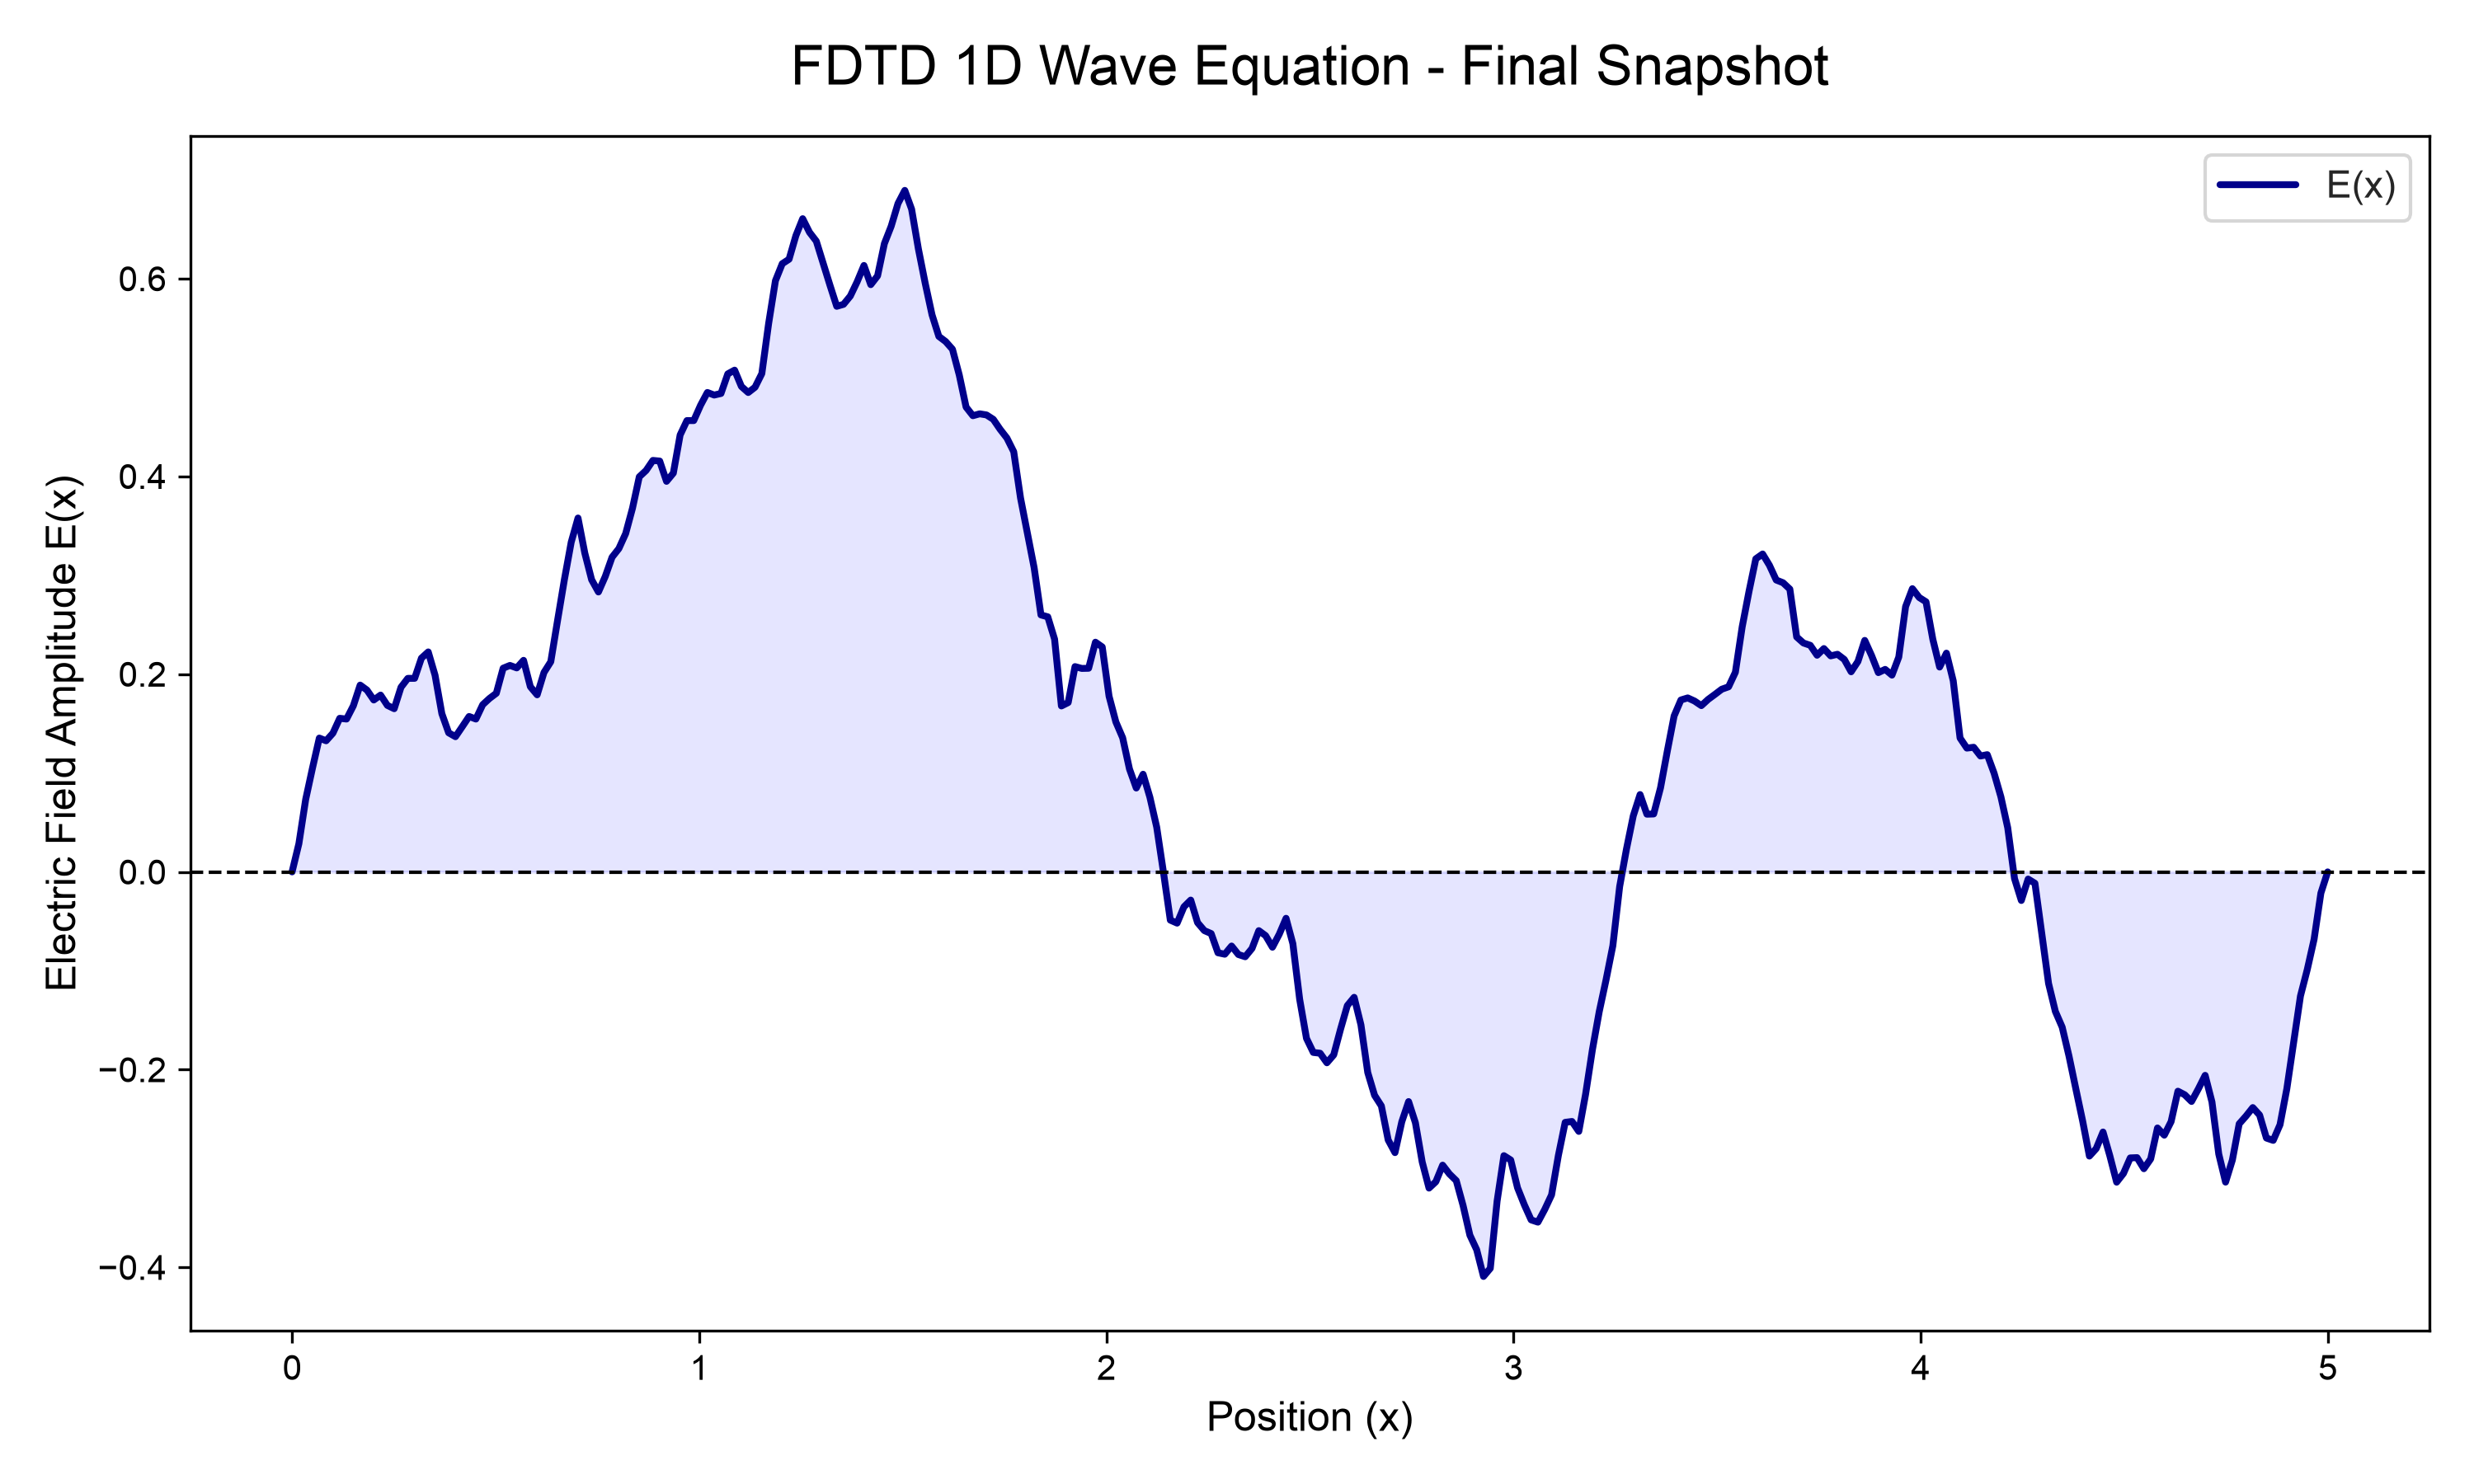 FDTD 1D Wave Equation - Final Snapshot
E(x)
Electric Field Amplitude E(x)
0.6
0.4
0.2
0.0
−0.2
−0.4
0 1 2 3 4 5
Position (x)